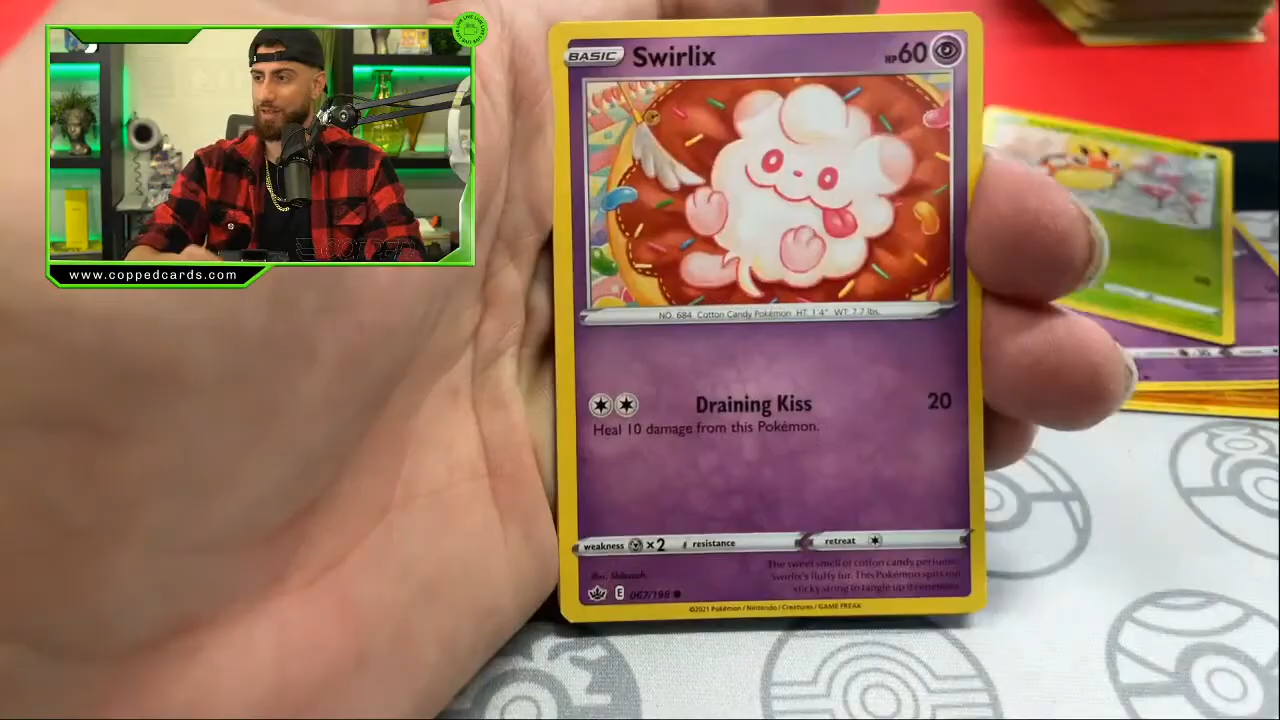 www.coppedcards.com
BASIC Swirlix HP 60
NO. 684 Cotton Candy Pokémon HT: 1'4" WT: 7.7 lbs.
Draining Kiss 20
Heal 10 damage from this Pokémon.
weakness ×2 resistance retreat
The sweet smell of cotton candy perfumes
Swirlix's fluffy fur. This Pokémon spits out
sticky string to tangle up its enemies.
E 067/198
©2021 Pokémon / Nintendo / Creatures / GAME FREAK
COPPED